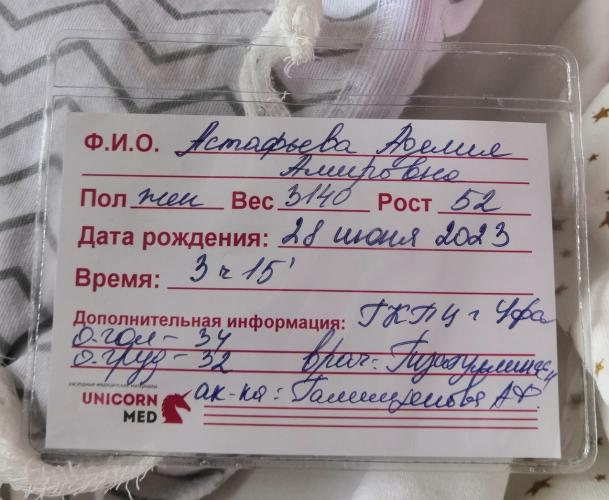 Ф.И.О. Астафьева Аделия
Амировна
Пол жен Вес 3140 Рост 52
Дата рождения: 28 июня 2023
Время: 3 ч 15'
Дополнительная информация: ГКПЦ г Уфа
о.гол - 34
о.груд - 32 врач:
UNICORN ак-ка:
MED